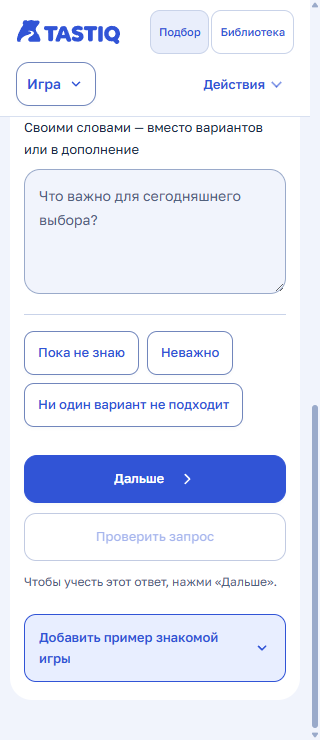 TASTIQ
Подбор
Библиотека
Игра
Действия
Своими словами — вместо вариантов
или в дополнение
Что важно для сегодняшнего
выбора?
Пока не знаю
Неважно
Ни один вариант не подходит
Дальше
Проверить запрос
Чтобы учесть этот ответ, нажми «Дальше».
Добавить пример знакомой
игры